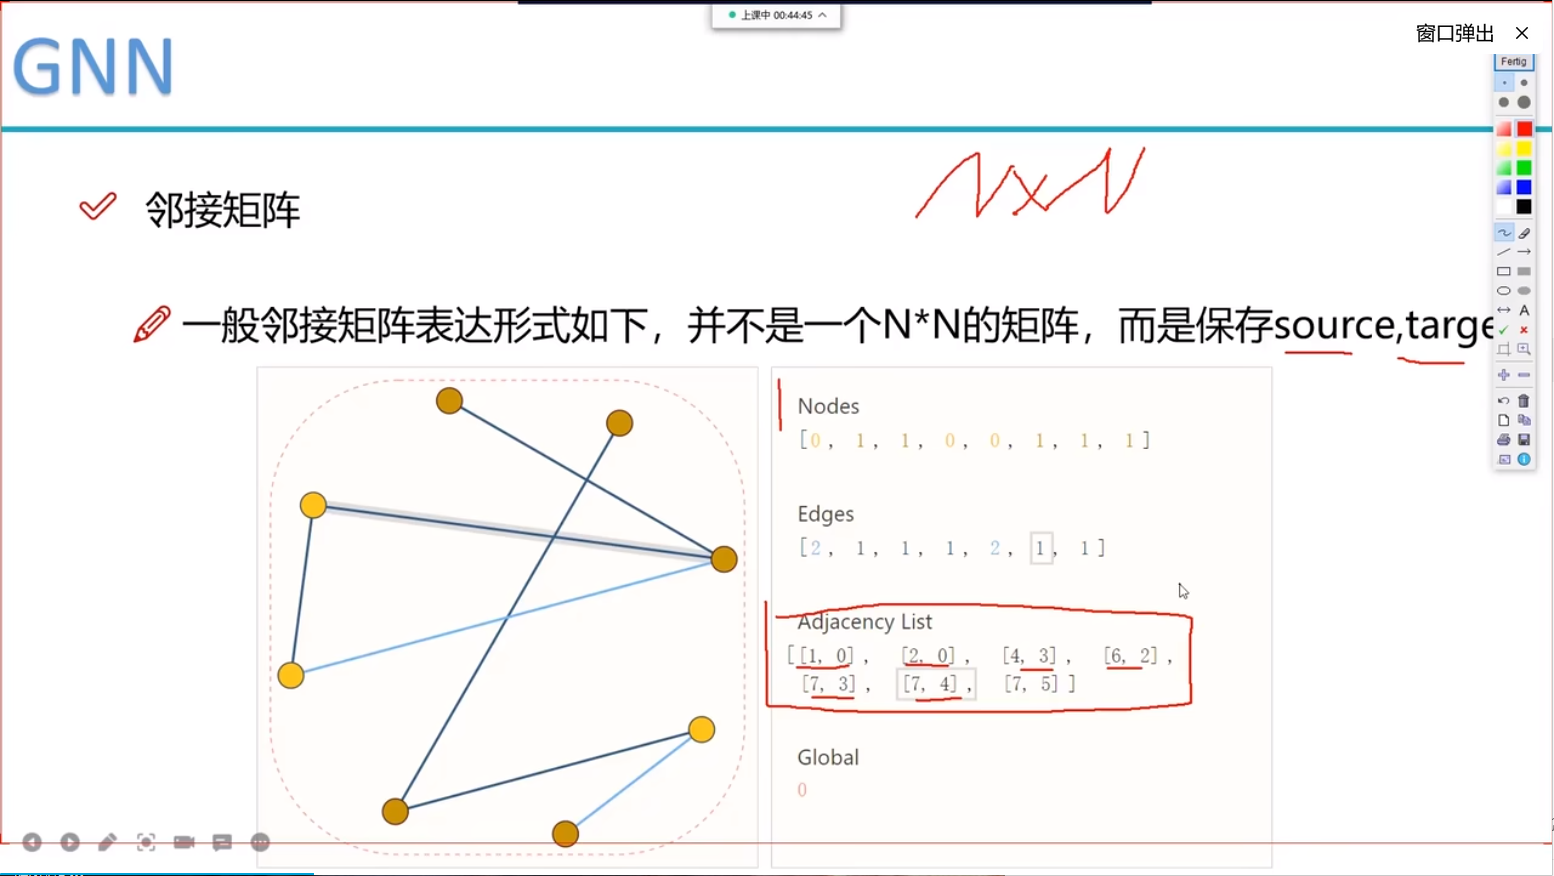 上课中 00:44:45
窗口弹出
GNN
Fertig
N×N
邻接矩阵
一般邻接矩阵表达形式如下，并不是一个N*N的矩阵，而是保存source,targe
Nodes
[0, 1, 1, 0, 0, 1, 1, 1]
Edges
[2, 1, 1, 1, 2, 1, 1]
Adjacency List
[[1, 0], [2, 0], [4, 3], [6, 2],
[7, 3], [7, 4], [7, 5]]
Global
0